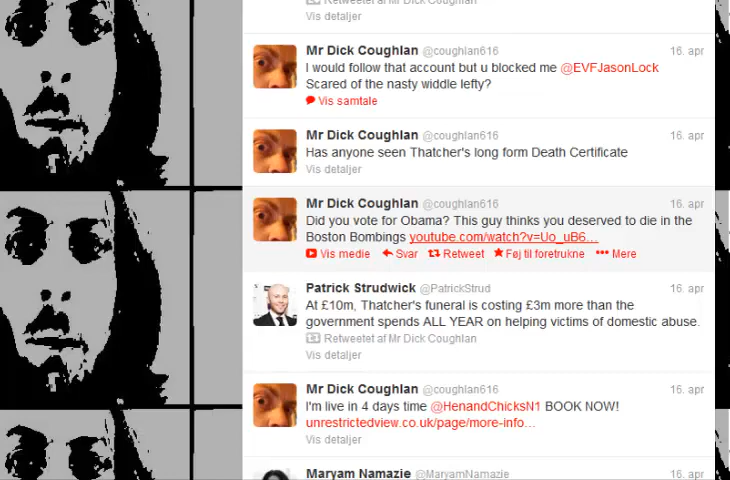 Retweetet af Mr Dick Coughlan
Vis detaljer
Mr Dick Coughlan @coughlan616 16. apr
I would follow that account but u blocked me @EVFJasonLock
Scared of the nasty widdle lefty?
Vis samtale
Mr Dick Coughlan @coughlan616 16. apr
Has anyone seen Thatcher's long form Death Certificate
Vis detaljer
Mr Dick Coughlan @coughlan616 16. apr
Did you vote for Obama? This guy thinks you deserved to die in the
Boston Bombings youtube.com/watch?v=Uo_uB6…
Vis medie Svar Retweet Føj til foretrukne Mere
Patrick Strudwick @PatrickStrud 16. apr
At £10m, Thatcher's funeral is costing £3m more than the
government spends ALL YEAR on helping victims of domestic abuse.
Retweetet af Mr Dick Coughlan
Vis detaljer
Mr Dick Coughlan @coughlan616 16. apr
I'm live in 4 days time @HenandChicksN1 BOOK NOW!
unrestrictedview.co.uk/page/more-info…
Vis detaljer
Maryam Namazie @MaryamNamazie 16. apr